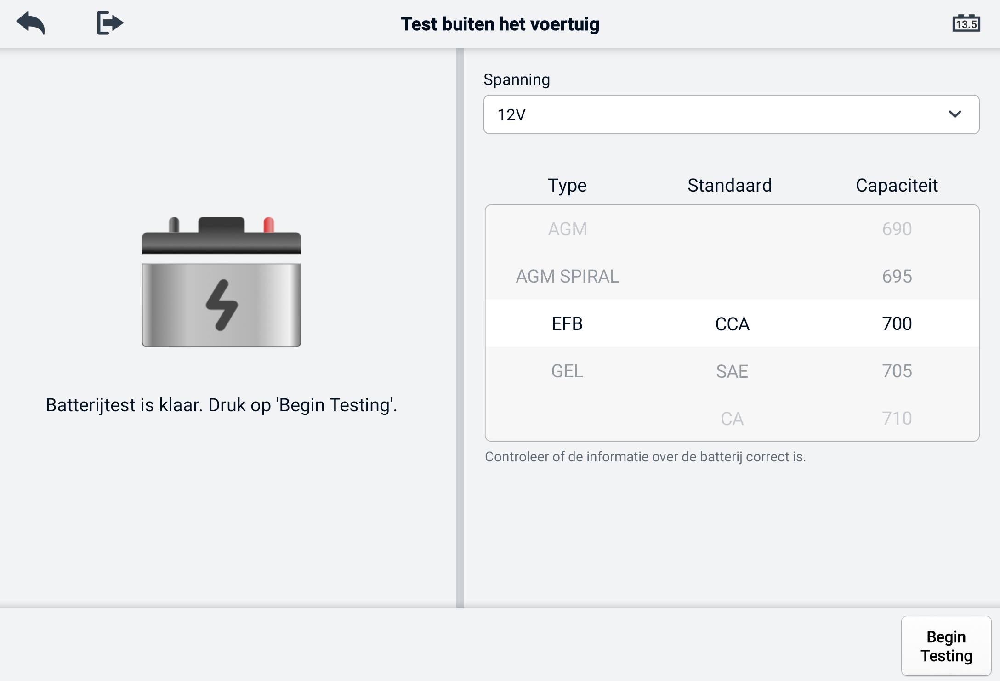 Test buiten het voertuig
13.5
Spanning
12V
Type Standaard Capaciteit
AGM 690
AGM SPIRAL 695
EFB CCA 700
GEL SAE 705
CA 710
Controleer of de informatie over de batterij correct is.
Batterijtest is klaar. Druk op 'Begin Testing'.
Begin
Testing